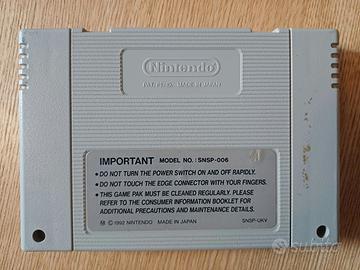 Nintendo
PAT. PEND. MADE IN JAPAN
IMPORTANT MODEL NO.: SNSP-006
• DO NOT TURN THE POWER SWITCH ON AND OFF RAPIDLY.
• DO NOT TOUCH THE EDGE CONNECTOR WITH YOUR FINGERS.
• THIS GAME PAK MUST BE CLEANED REGULARLY. PLEASE
REFER TO THE CONSUMER INFORMATION BOOKLET FOR
ADDITIONAL PRECAUTIONS AND MAINTENANCE DETAILS.
Ⓜ © 1992 NINTENDO MADE IN JAPAN SNSP-UKV
subito